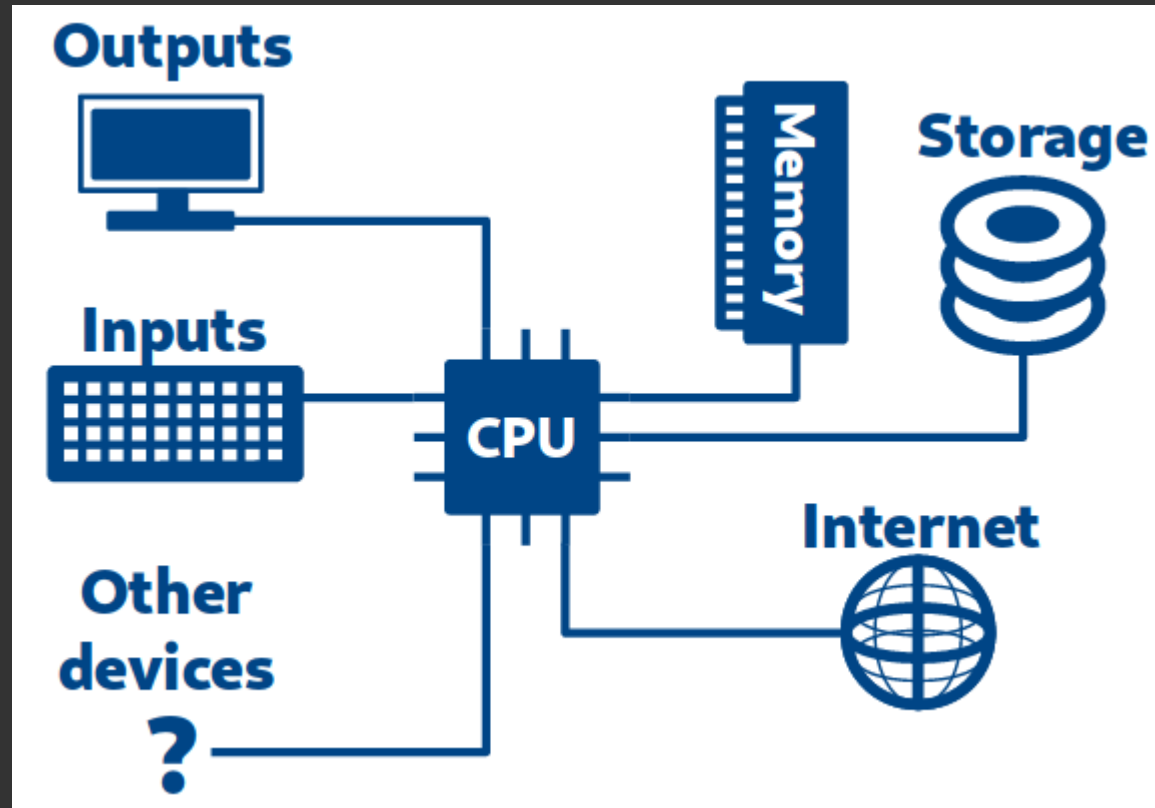 Outputs
Memory
Storage
Inputs
CPU
Internet
Other
devices
?